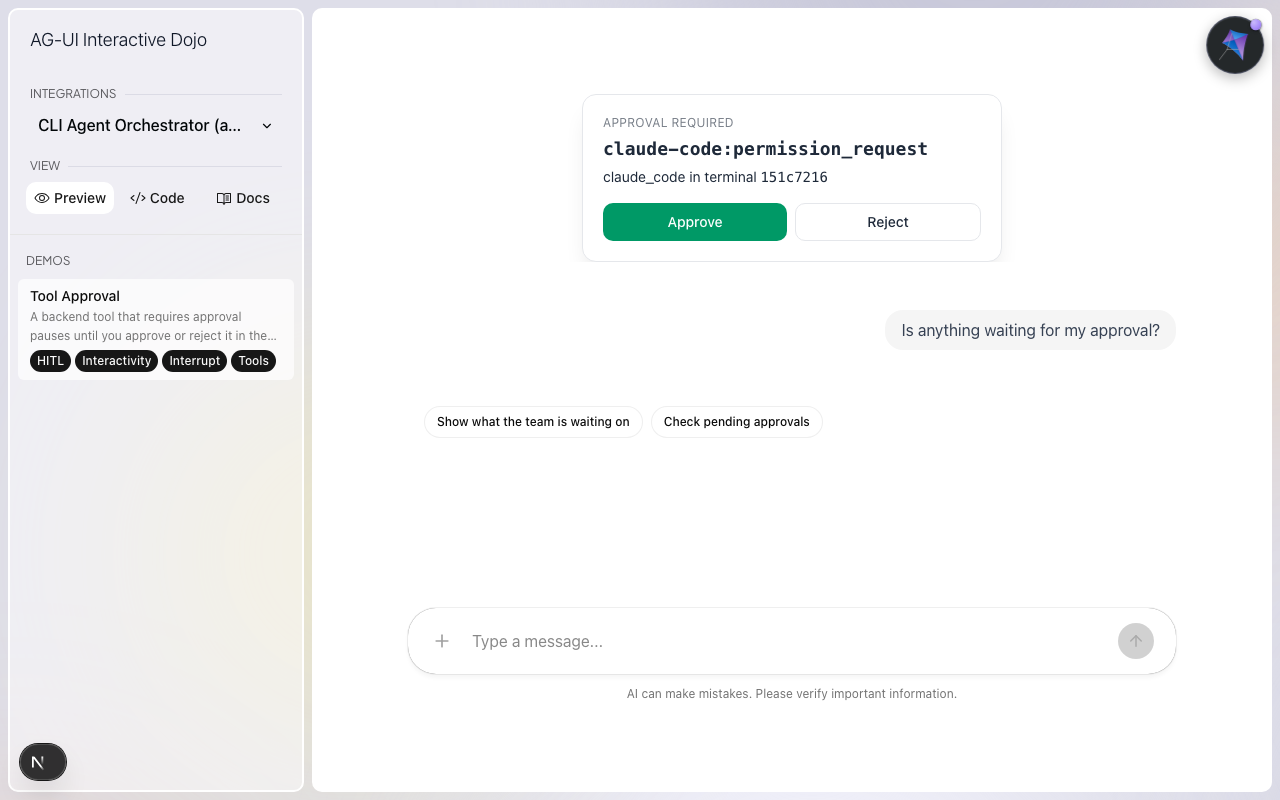 AG-UI Interactive Dojo
INTEGRATIONS
CLI Agent Orchestrator (a...
VIEW
Preview
</> Code
Docs
DEMOS
Tool Approval
A backend tool that requires approval
pauses until you approve or reject it in the...
HITL
Interactivity
Interrupt
Tools
N
APPROVAL REQUIRED
claude-code:permission_request
claude_code in terminal 151c7216
Approve
Reject
Is anything waiting for my approval?
Show what the team is waiting on
Check pending approvals
Type a message...
AI can make mistakes. Please verify important information.